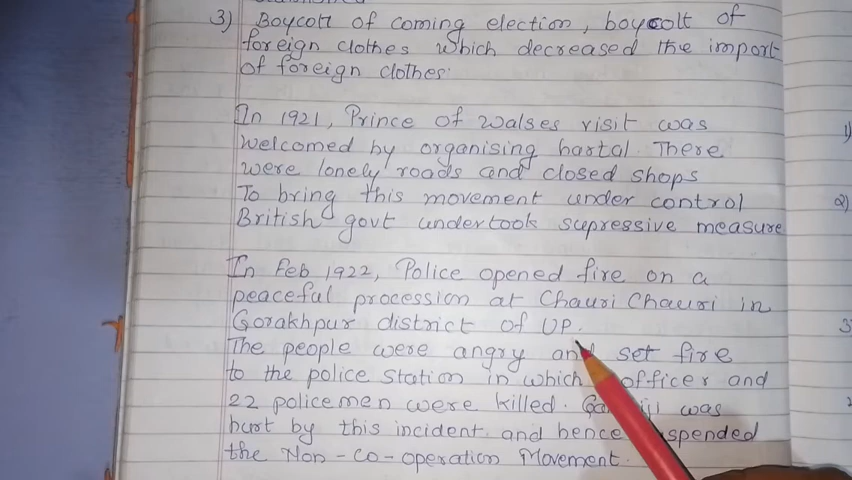 3) Boycott of coming election, boycott of
foreign clothes which decreased the import
of foreign clothes.
In 1921, Prince of Walses visit was
welcomed by organising hartal. There
were lonely roads and closed shops
To bring this movement under control
British govt undertook supressive measure
In Feb 1922, Police opened fire on a
peaceful procession at Chauri Chauri in
Gorakhpur district of UP.
The people were angry and set fire
to the police station in which officer and
22 policemen were killed. was
hurt by this incident and hence
the Non-Co-operation Movement.
1)
2)
3